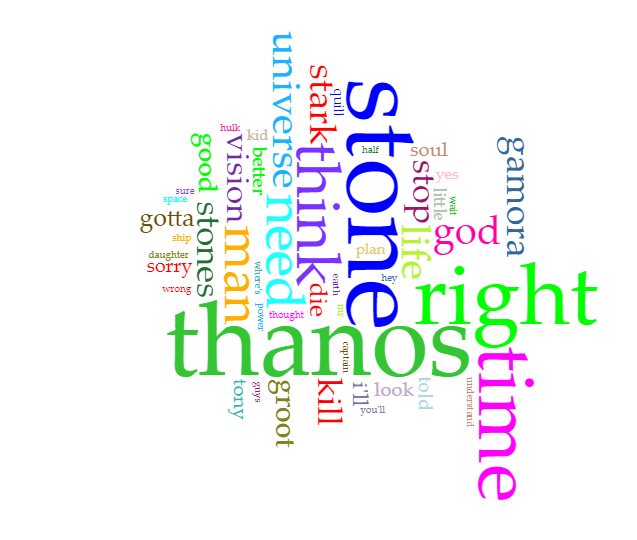 universe
stark
quill
stone
hulk
kid
vision
better
good
think
half
soul
yes
stop
little
wait
gamora
sure
space
gotta
stones
man
need
god
plan
life
ship
daughter
sorry
wrong
where's
power
thought
die
earth
mr
hey
right
thanos
time
captain
tony
guys
groot
kill
i'll
you'll
look
told
understand